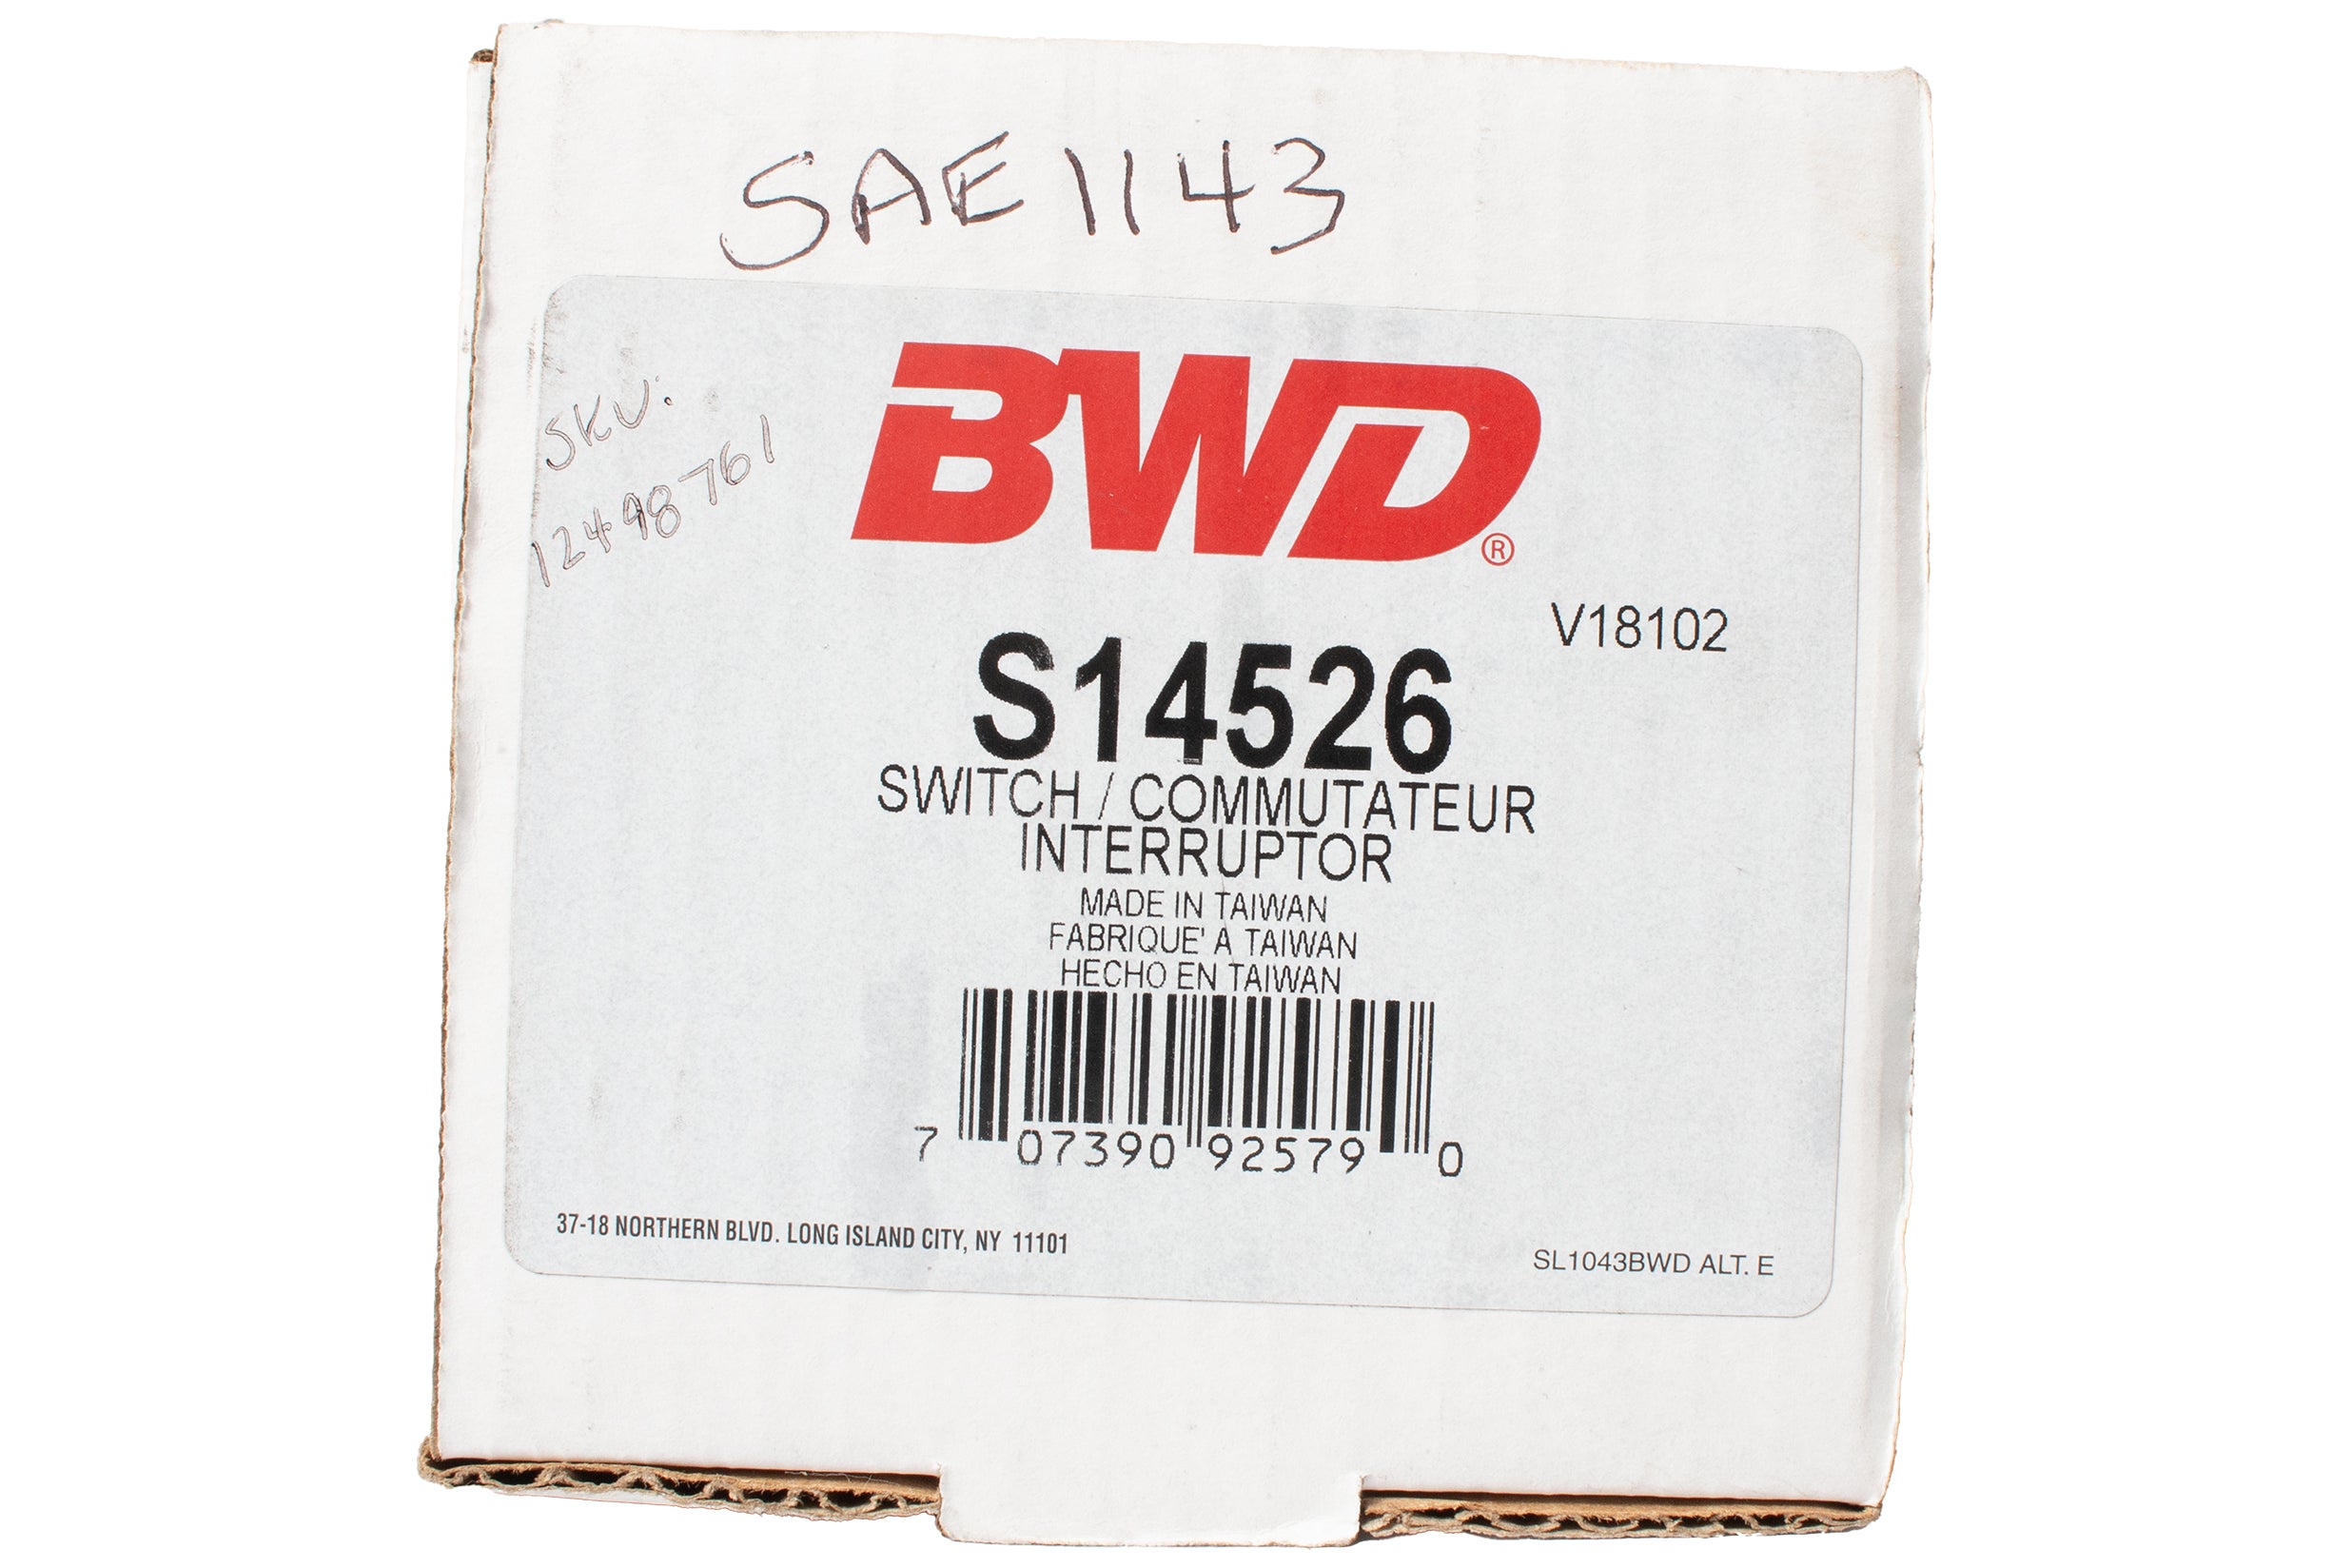 SAE 1143
SKU:
12498761
BWD®
V18102
S14526
SWITCH / COMMUTATEUR
INTERRUPTOR
MADE IN TAIWAN
FABRIQUE' A TAIWAN
HECHO EN TAIWAN
7 07390 92579 0
37-18 NORTHERN BLVD. LONG ISLAND CITY, NY 11101
SL1043BWD ALT. E